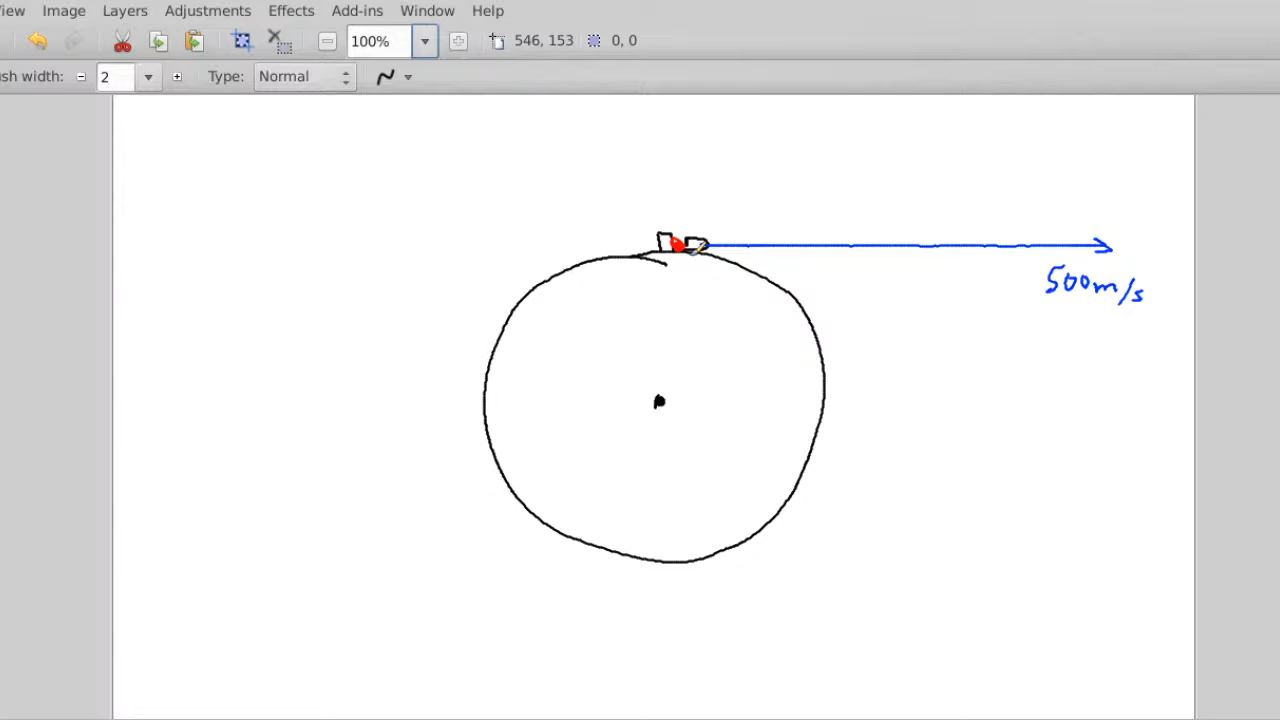 View Image Layers Adjustments Effects Add-ins Window Help
100% 546, 153 0, 0
sh width: 2 Type: Normal
500m/s